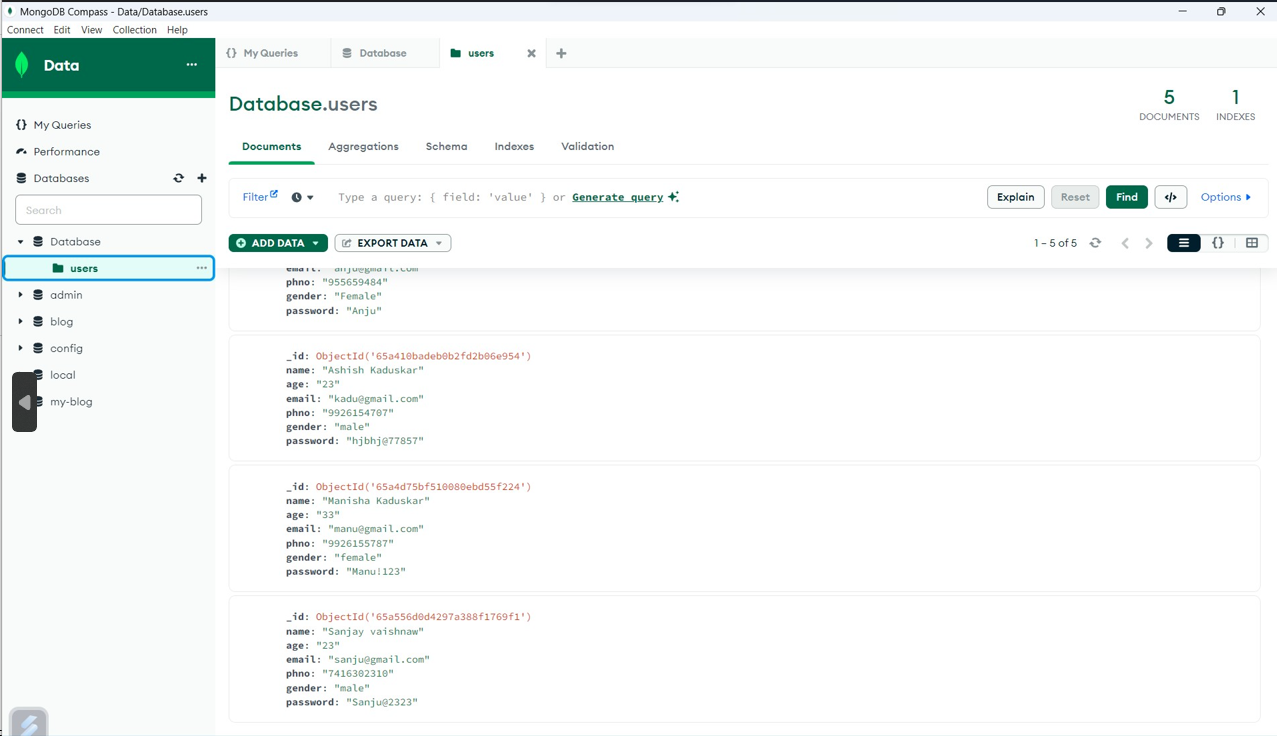 MongoDB Compass - Data/Database.users
Connect Edit View Collection Help
Data
My Queries
Database
users
Database.users
5
DOCUMENTS
1
INDEXES
My Queries
Performance
Databases
Search
Database
users
admin
blog
config
local
my-blog
Documents Aggregations Schema Indexes Validation
Filter
Type a query: { field: 'value' } or Generate query
Explain Reset Find </> Options
ADD DATA EXPORT DATA
1 – 5 of 5
{}
email: "anju@gmail.com"
phno: "955659484"
gender: "Female"
password: "Anju"
_id: ObjectId('65a410badeb0b2fd2b06e954')
name: "Ashish Kaduskar"
age: "23"
email: "kadu@gmail.com"
phno: "9926154707"
gender: "male"
password: "hjbhj@77857"
_id: ObjectId('65a4d75bf510080ebd55f224')
name: "Manisha Kaduskar"
age: "33"
email: "manu@gmail.com"
phno: "9926155787"
gender: "female"
password: "Manu!123"
_id: ObjectId('65a556d0d4297a388f1769f1')
name: "Sanjay vaishnaw"
age: "23"
email: "sanju@gmail.com"
phno: "7416302310"
gender: "male"
password: "Sanju@2323"